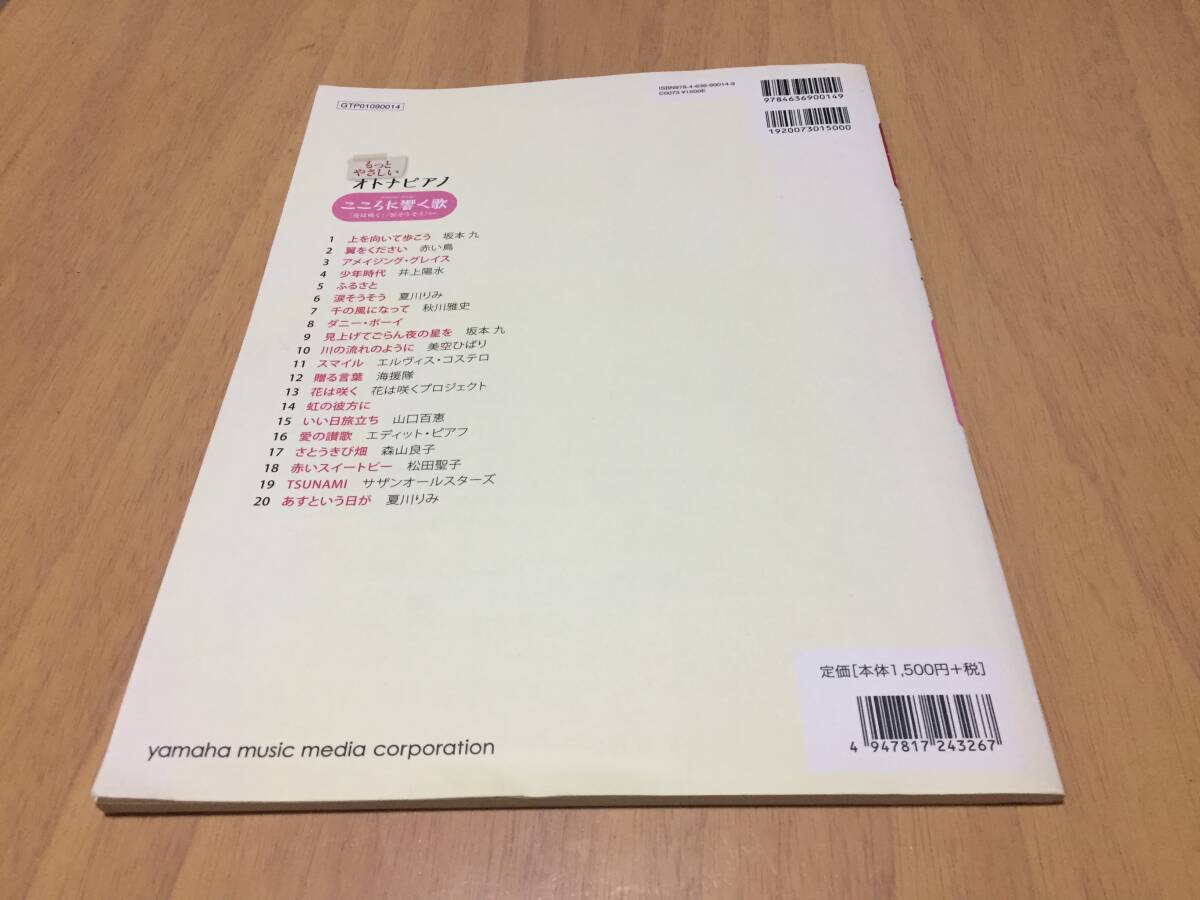 GTP01090014
ISBN978-4-636-90014-9
C0073 ¥1500E
9784636900149
1920073015000
もっと
やさしい
オトナピアノ
こころに響く歌
1 上を向いて歩こう 坂本 九
2 翼をください 赤い鳥
3 アメイジング・グレイス
4 少年時代 井上陽水
5 ふるさと
6 涙そうそう 夏川りみ
7 千の風になって 秋川雅史
8 ダニー・ボーイ
9 見上げてごらん夜の星を 坂本 九
10 川の流れのように 美空ひばり
11 スマイル エルヴィス・コステロ
12 贈る言葉 海援隊
13 花は咲く 花は咲くプロジェクト
14 虹の彼方に
15 いい日旅立ち 山口百恵
16 愛の讃歌 エディット・ピアフ
17 さとうきび畑 森山良子
18 赤いスイートピー 松田聖子
19 TSUNAMI サザンオールスターズ
20 あすという日が 夏川りみ
定価[本体1,500円+税]
4 947817 243267
yamaha music media corporation